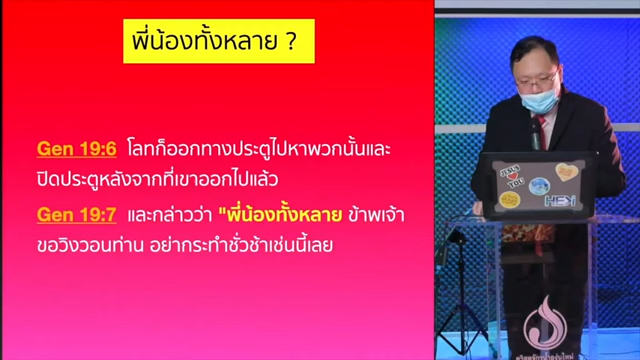 พี่น้องทั้งหลาย ?
Gen 19:6 โลทก็ออกทางประตูไปหาพวกนั้นและ
ปิดประตูหลังจากที่เขาออกไปแล้ว
Gen 19:7 และกล่าวว่า "พี่น้องทั้งหลาย ข้าพเจ้า
ขอวิงวอนท่าน อย่ากระทำชั่วช้าเช่นนี้เลย
JESUS
YOU